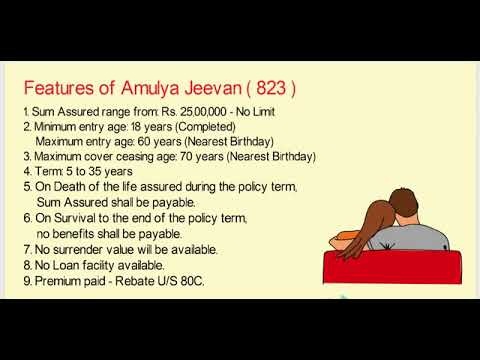 Features of Amulya Jeevan ( 823 )
1. Sum Assured range from: Rs. 25,00,000 - No Limit
2. Minimum entry age: 18 years (Completed)
Maximum entry age: 60 years (Nearest Birthday)
3. Maximum cover ceasing age: 70 years (Nearest Birthday)
4. Term: 5 to 35 years
5. On Death of the life assured during the policy term,
Sum Assured shall be payable.
6. On Survival to the end of the policy term,
no benefits shall be payable.
7. No surrender value will be available.
8. No Loan facility available.
9. Premium paid - Rebate U/S 80C.